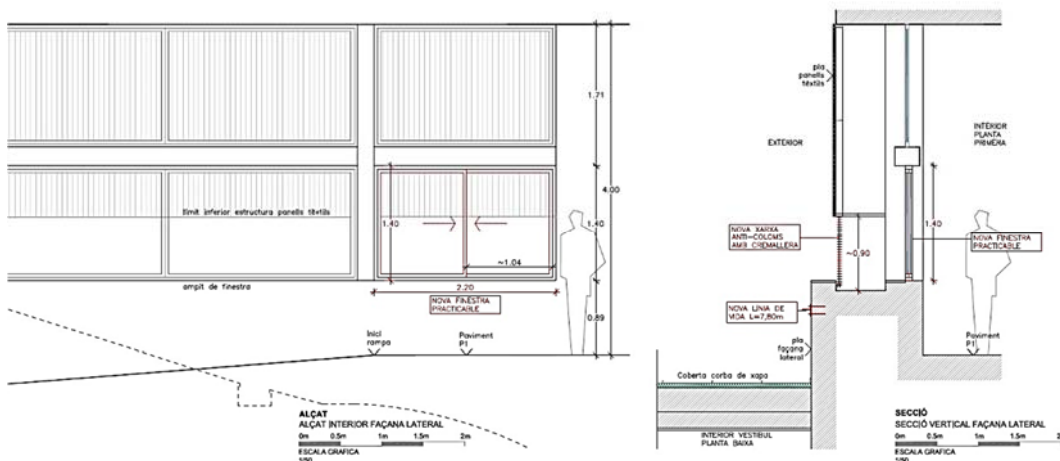 1.71
4.00
límit inferior estructura panells tèxtils
1.40
1.40
~1.04
ampit de finestra
2.20
NOVA FINESTRA
PRACTICABLE
0.89
Inici
rampa
Paviment
P1
ALÇAT
ALÇAT INTERIOR FAÇANA LATERAL
0m 0.5m 1m 1.5m 2m
ESCALA GRAFICA
1/50
pla
panells
tèxtils
EXTERIOR
INTERIOR
PLANTA
PRIMERA
NOVA XARXA
ANTI-COLOMS
AMB CREMALLERA
~0.90
1.40
NOVA FINESTRA
PRACTICABLE
NOVA LINIA DE
VIDA L=7,80m
pla
façana
lateral
Paviment
P1
Coberta corba de xapa
INTERIOR VESTIBUL
PLANTA BAIXA
SECCIÓ
SECCIÓ VERTICAL FAÇANA LATERAL
0m 0.5m 1m 1.5m 2
ESCALA GRAFICA
1/50